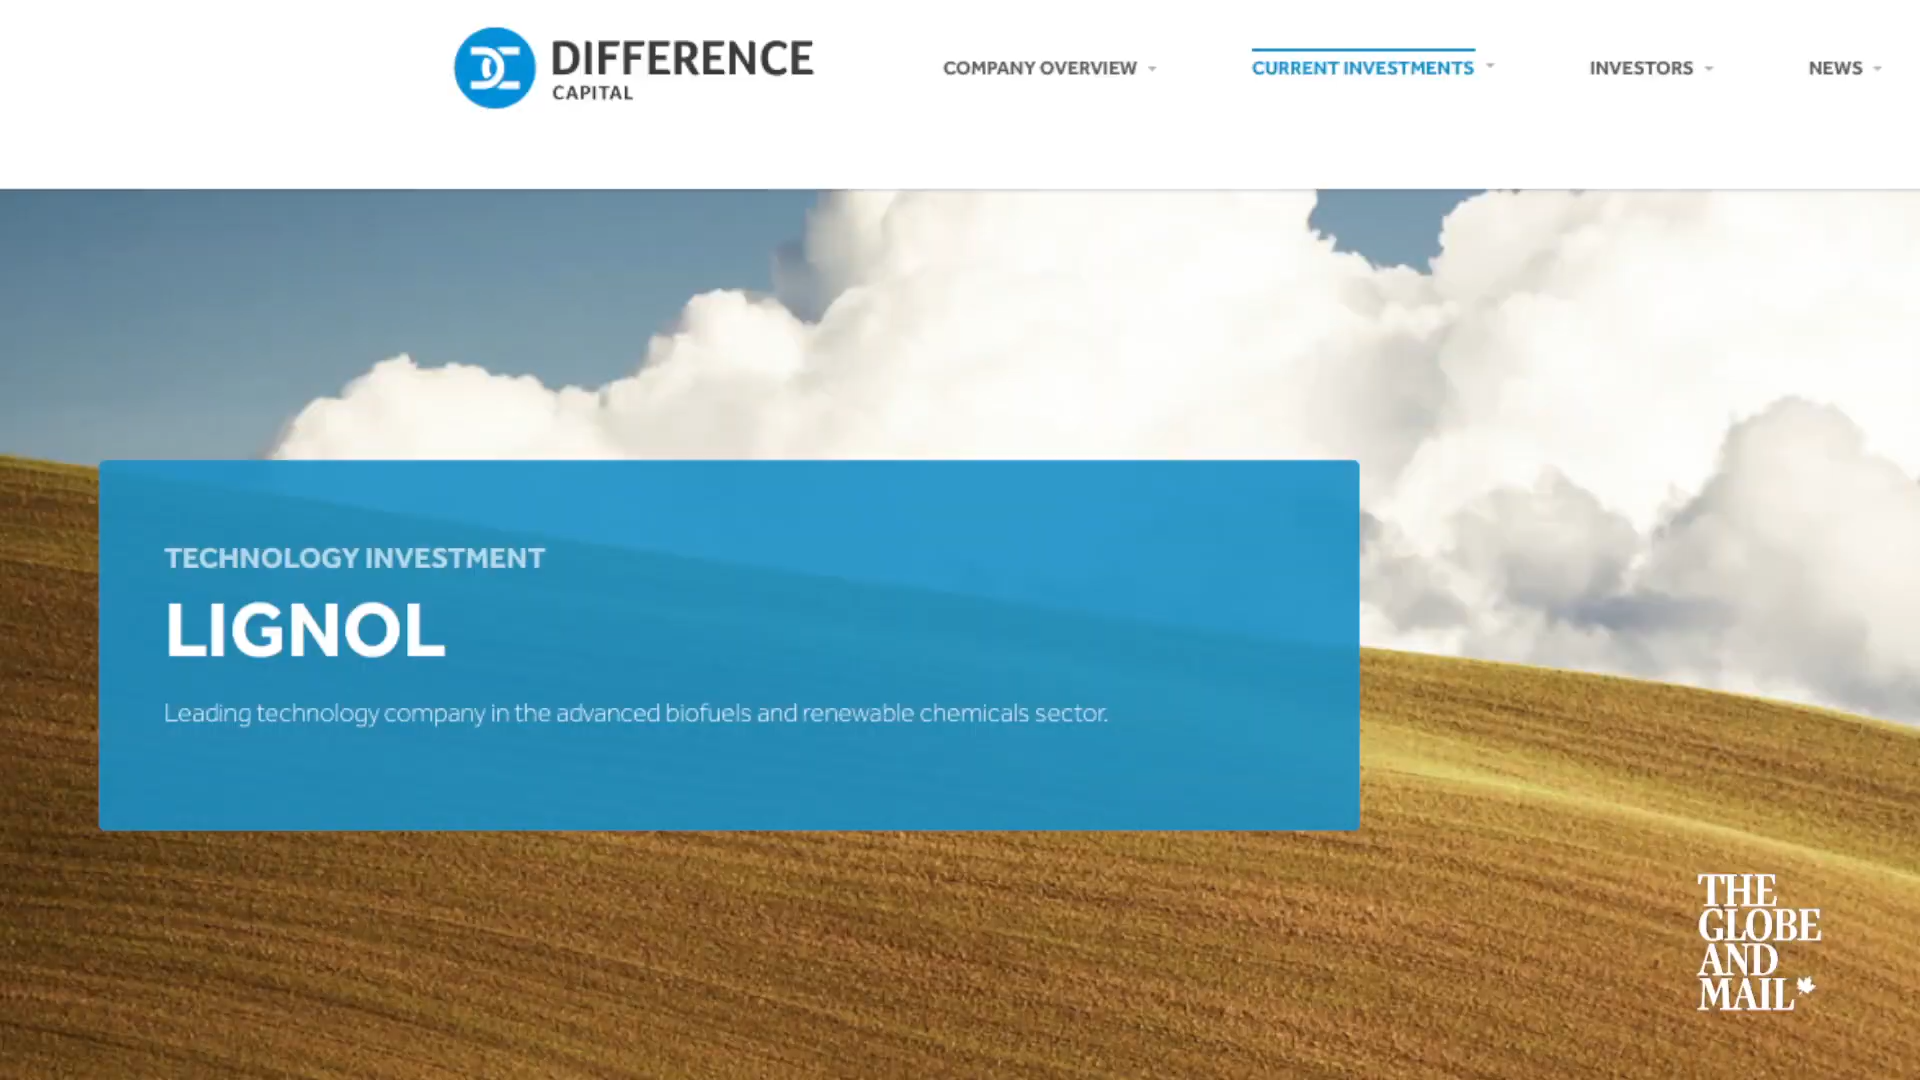 DIFFERENCE
CAPITAL
COMPANY OVERVIEW
CURRENT INVESTMENTS
INVESTORS
NEWS
TECHNOLOGY INVESTMENT
LIGNOL
Leading technology company in the advanced biofuels and renewable chemicals sector.
THE
GLOBE
AND
MAIL